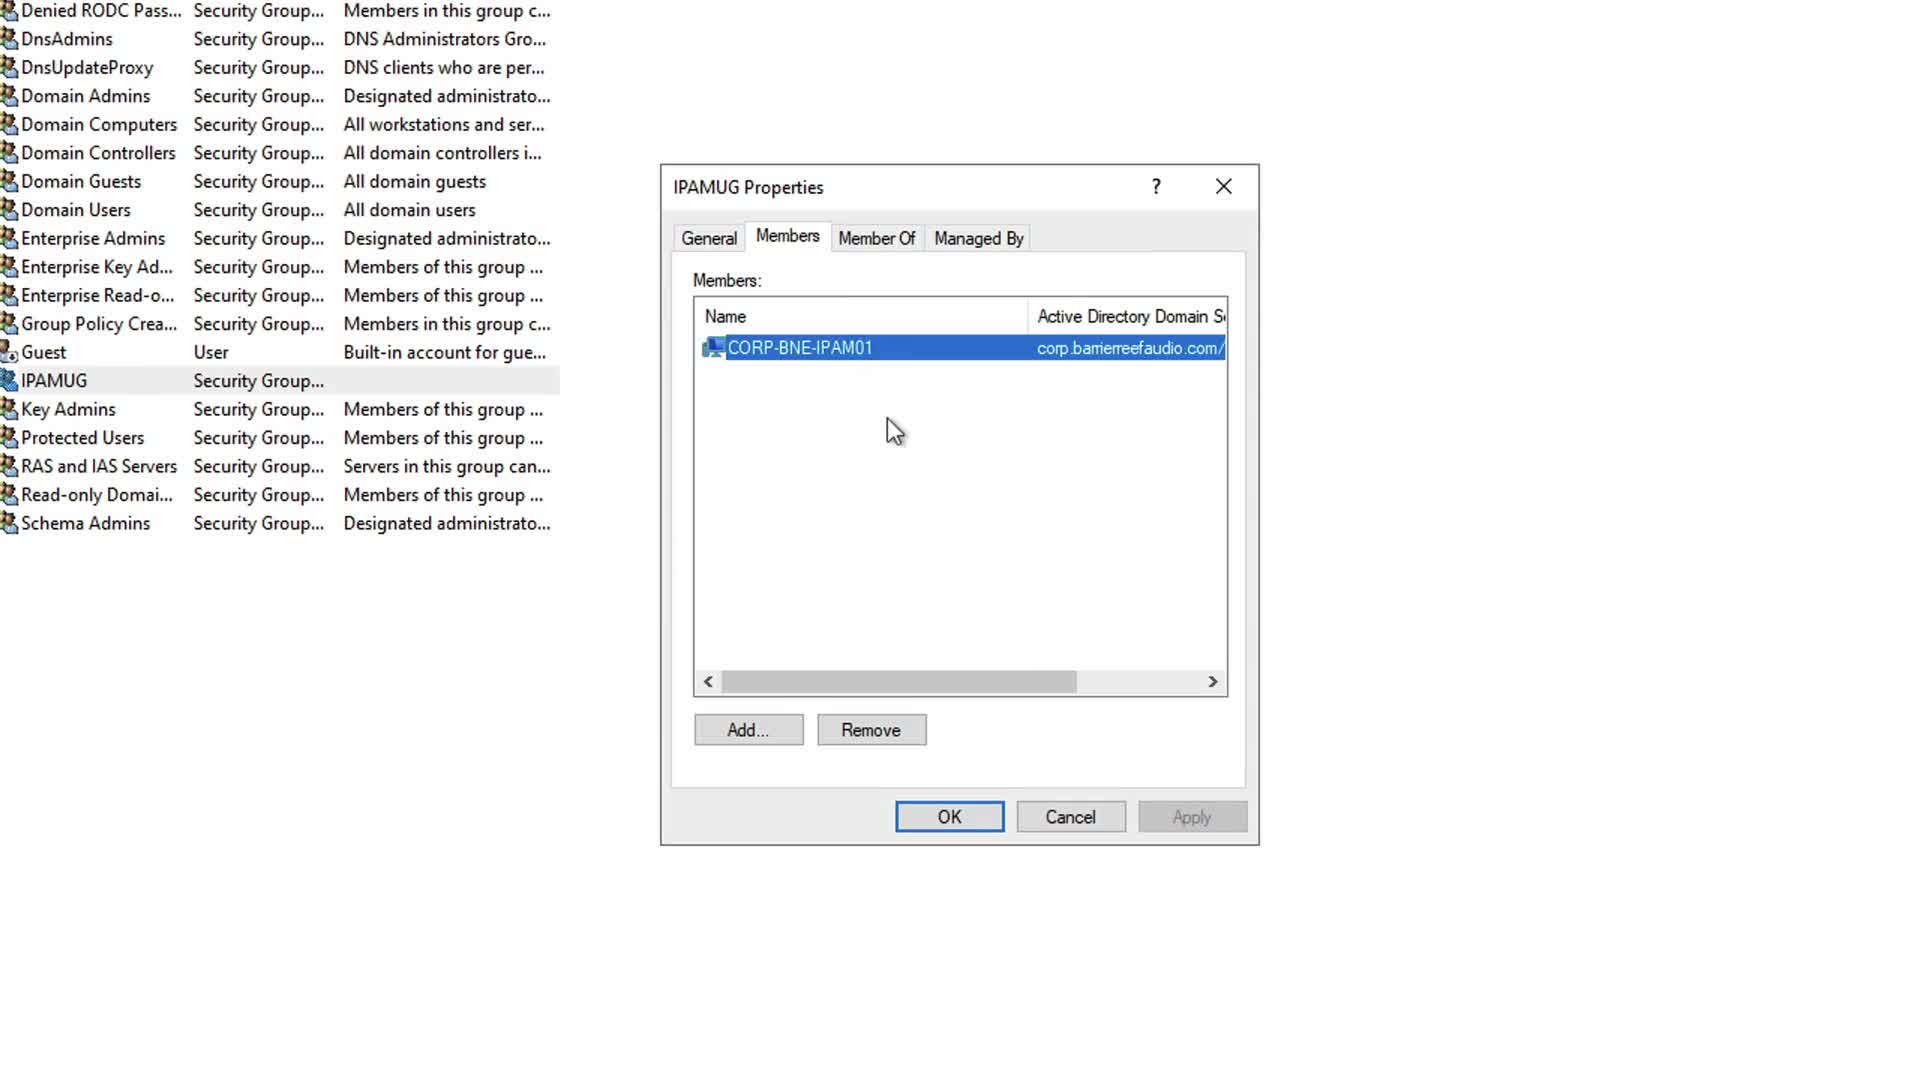 Denied RODC Pass... Security Group... Members in this group c...
DnsAdmins Security Group... DNS Administrators Gro...
DnsUpdateProxy Security Group... DNS clients who are per...
Domain Admins Security Group... Designated administrato...
Domain Computers Security Group... All workstations and ser...
Domain Controllers Security Group... All domain controllers i...
Domain Guests Security Group... All domain guests
Domain Users Security Group... All domain users
Enterprise Admins Security Group... Designated administrato...
Enterprise Key Ad... Security Group... Members of this group ...
Enterprise Read-o... Security Group... Members of this group ...
Group Policy Crea... Security Group... Members in this group c...
Guest User Built-in account for gue...
IPAMUG Security Group...
Key Admins Security Group... Members of this group ...
Protected Users Security Group... Members of this group ...
RAS and IAS Servers Security Group... Servers in this group can...
Read-only Domai... Security Group... Members of this group ...
Schema Admins Security Group... Designated administrato...
IPAMUG Properties ?
General Members Member Of Managed By
Members:
Name Active Directory Domain Se
CORP-BNE-IPAM01 corp.barrierreefaudio.com/
Add... Remove
OK Cancel Apply